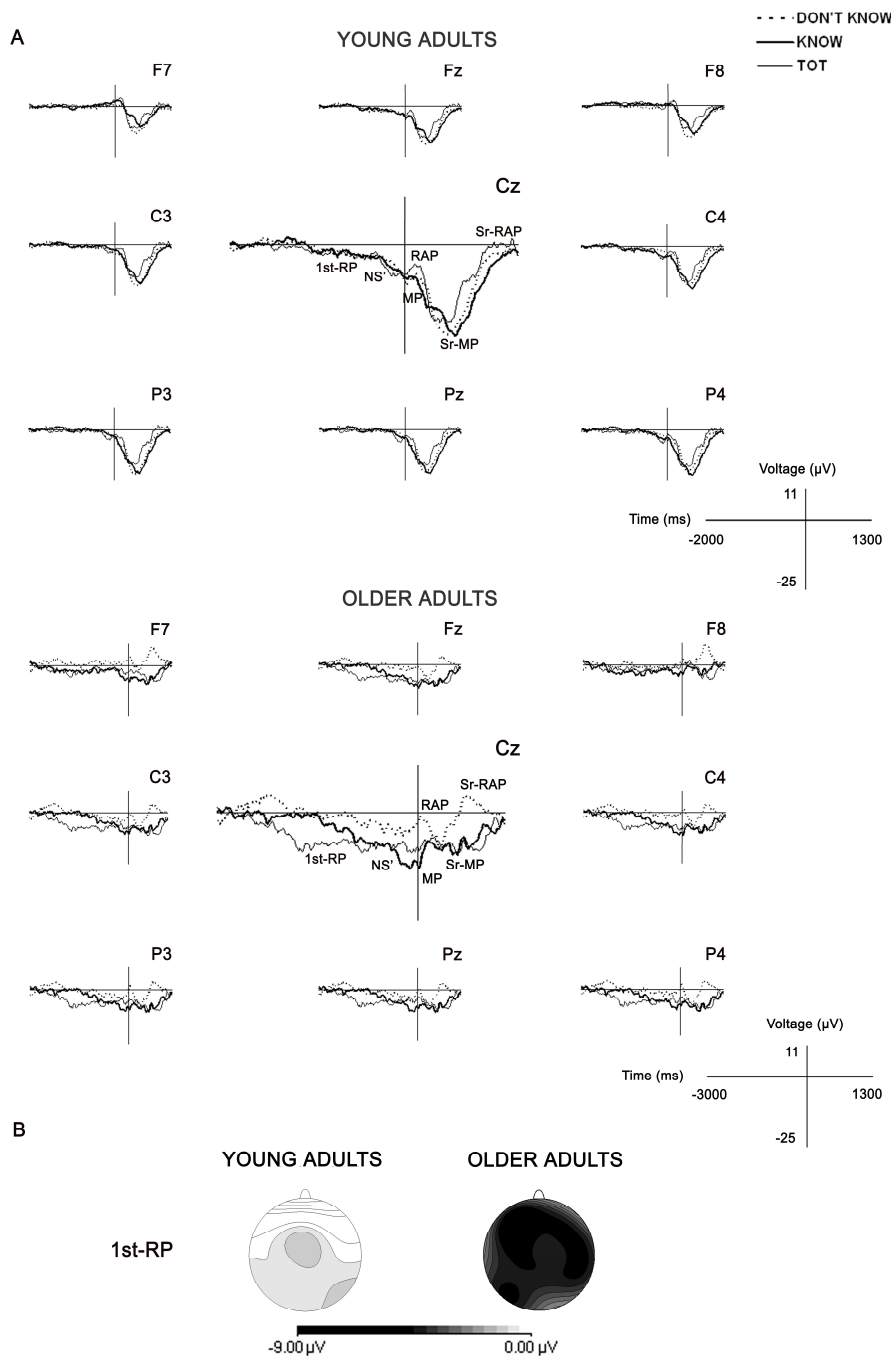 DON'T KNOW
KNOW
TOT
A
YOUNG ADULTS
F7
Fz
F8
C3
Cz
C4
Sr-RAP
RAP
1st-RP
NS'
MP
Sr-MP
P3
Pz
P4
Voltage (µV)
11
Time (ms)
-2000
1300
-25
OLDER ADULTS
F7
Fz
F8
C3
Cz
C4
Sr-RAP
RAP
1st-RP
NS'
Sr-MP
MP
P3
Pz
P4
Voltage (µV)
11
Time (ms)
-3000
1300
-25
B
YOUNG ADULTS
OLDER ADULTS
1st-RP
-9.00 µV
0.00 µV